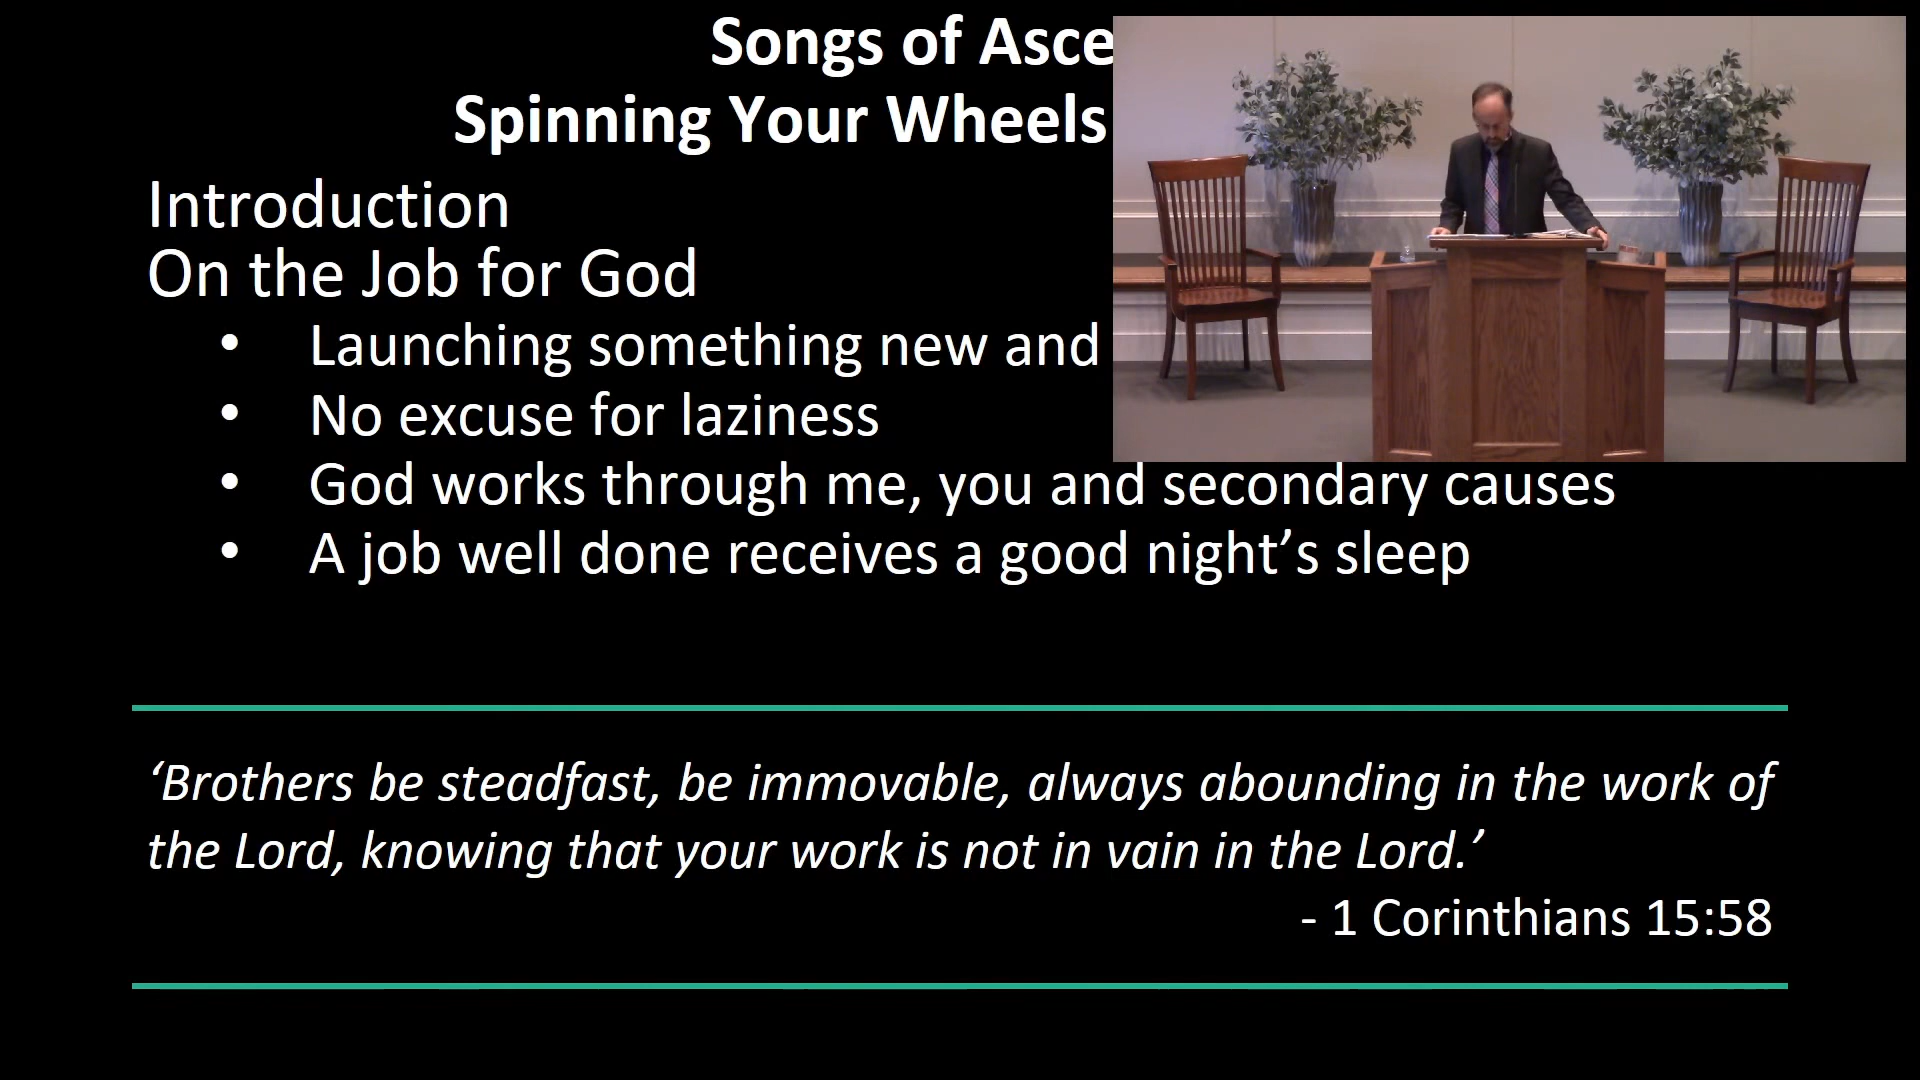 Songs of Asce
Spinning Your Wheels
Introduction
On the Job for God
• Launching something new and
• No excuse for laziness
• God works through me, you and secondary causes
• A job well done receives a good night’s sleep
‘Brothers be steadfast, be immovable, always abounding in the work of
the Lord, knowing that your work is not in vain in the Lord.’
- 1 Corinthians 15:58